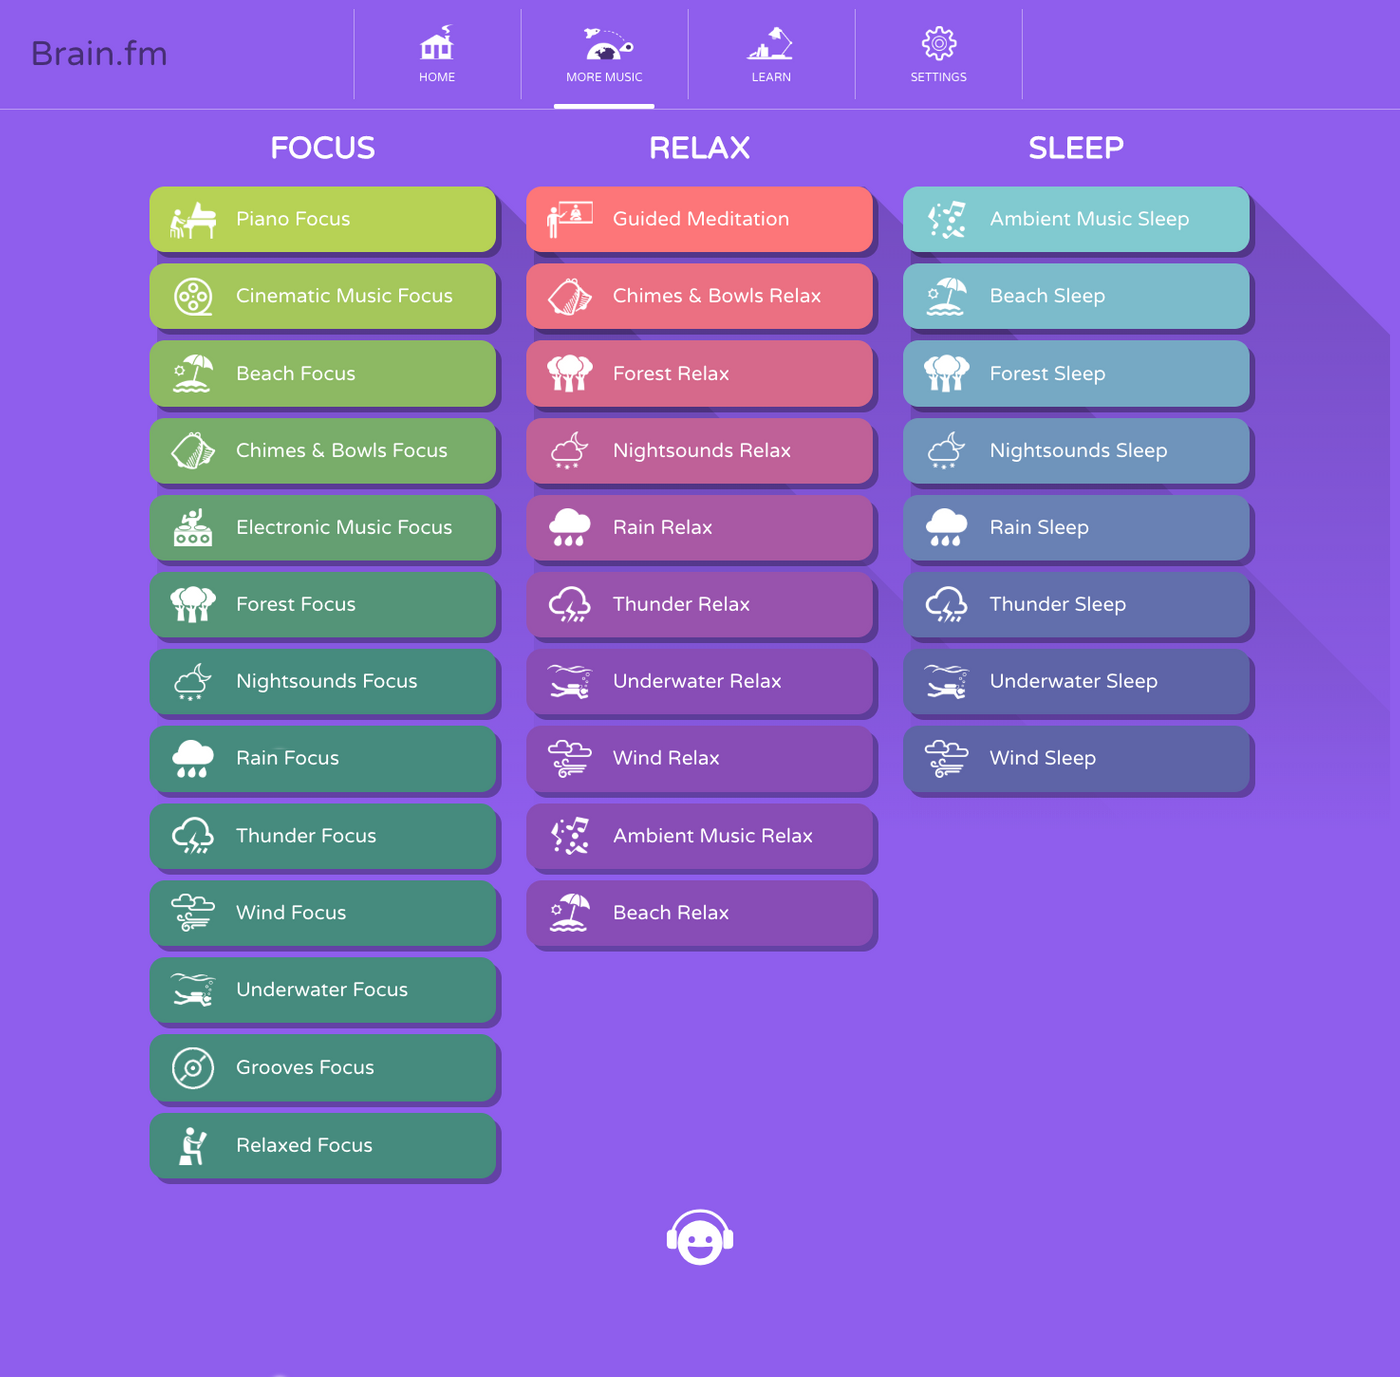 Brain.fm
HOME
MORE MUSIC
LEARN
SETTINGS
FOCUS
Piano Focus
Cinematic Music Focus
Beach Focus
Chimes & Bowls Focus
Electronic Music Focus
Forest Focus
Nightsounds Focus
Rain Focus
Thunder Focus
Wind Focus
Underwater Focus
Grooves Focus
Relaxed Focus
RELAX
Guided Meditation
Chimes & Bowls Relax
Forest Relax
Nightsounds Relax
Rain Relax
Thunder Relax
Underwater Relax
Wind Relax
Ambient Music Relax
Beach Relax
SLEEP
Ambient Music Sleep
Beach Sleep
Forest Sleep
Nightsounds Sleep
Rain Sleep
Thunder Sleep
Underwater Sleep
Wind Sleep